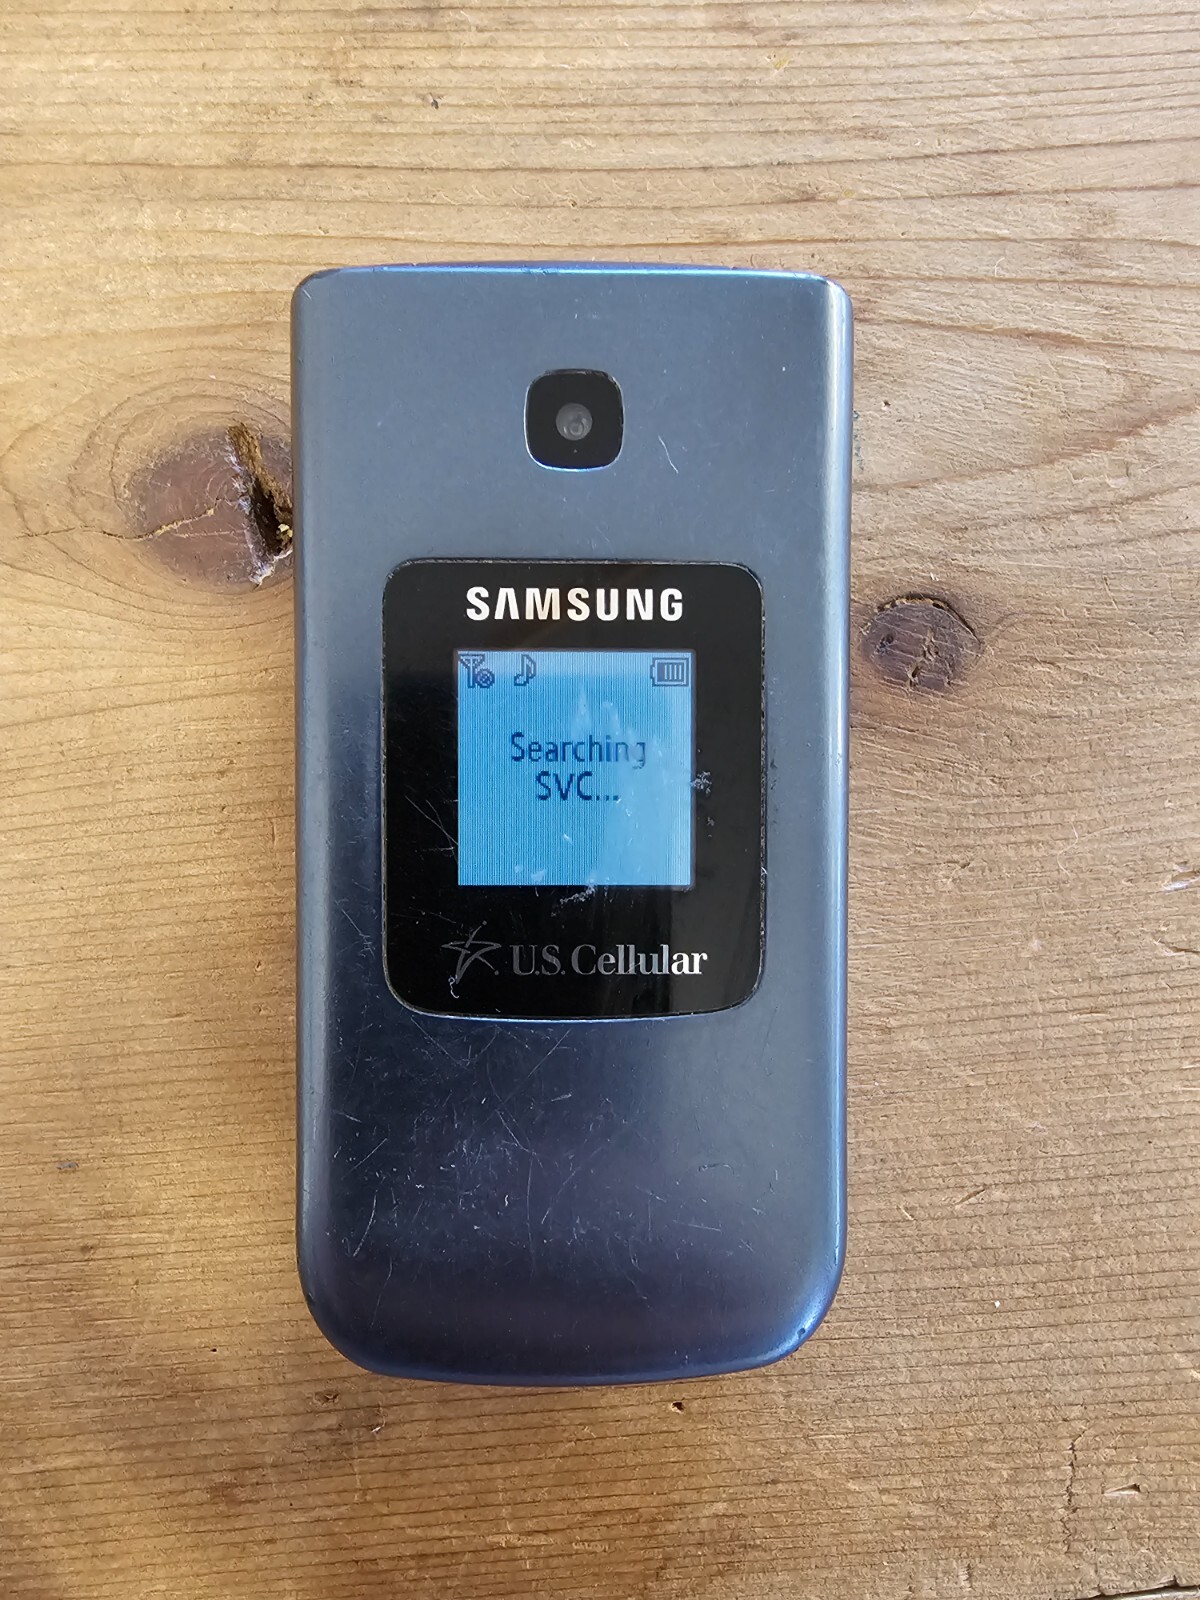 SAMSUNG
Searching
SVC...
U.S. Cellular